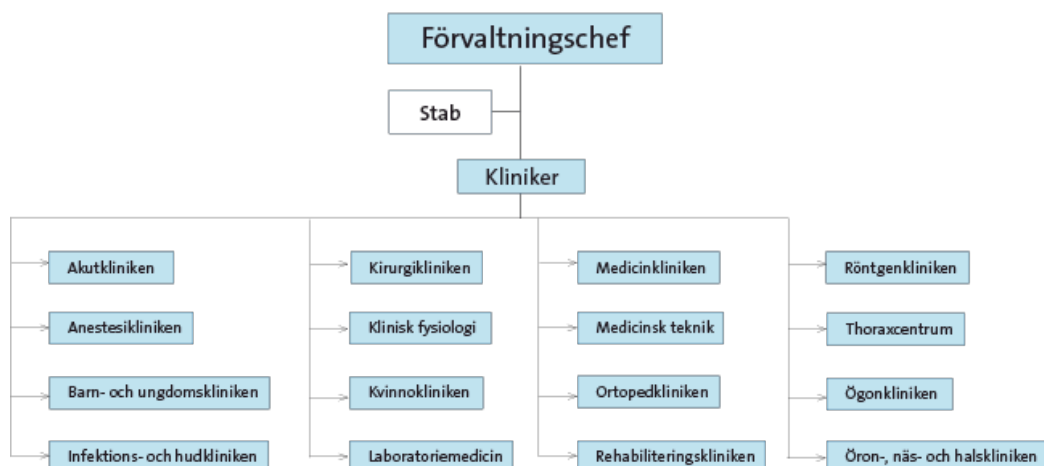 Förvaltningschef
Stab
Kliniker
Akutkliniken
Anestesikliniken
Barn- och ungdomskliniken
Infektions- och hudkliniken
Kirurgikliniken
Klinisk fysiologi
Kvinnokliniken
Laboratoriemedicin
Medicinkliniken
Medicinsk teknik
Ortopedkliniken
Rehabiliteringskliniken
Röntgenkliniken
Thoraxcentrum
Ögonkliniken
Öron-, näs- och halskliniken